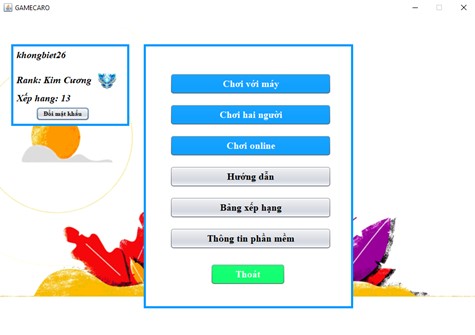 GAMECARO
khongbiet26
Rank: Kim Cương
Xếp hang: 13
Đổi mật khẩu
Chơi với máy
Chơi hai người
Chơi online
Hướng dẫn
Bảng xếp hạng
Thông tin phần mềm
Thoát